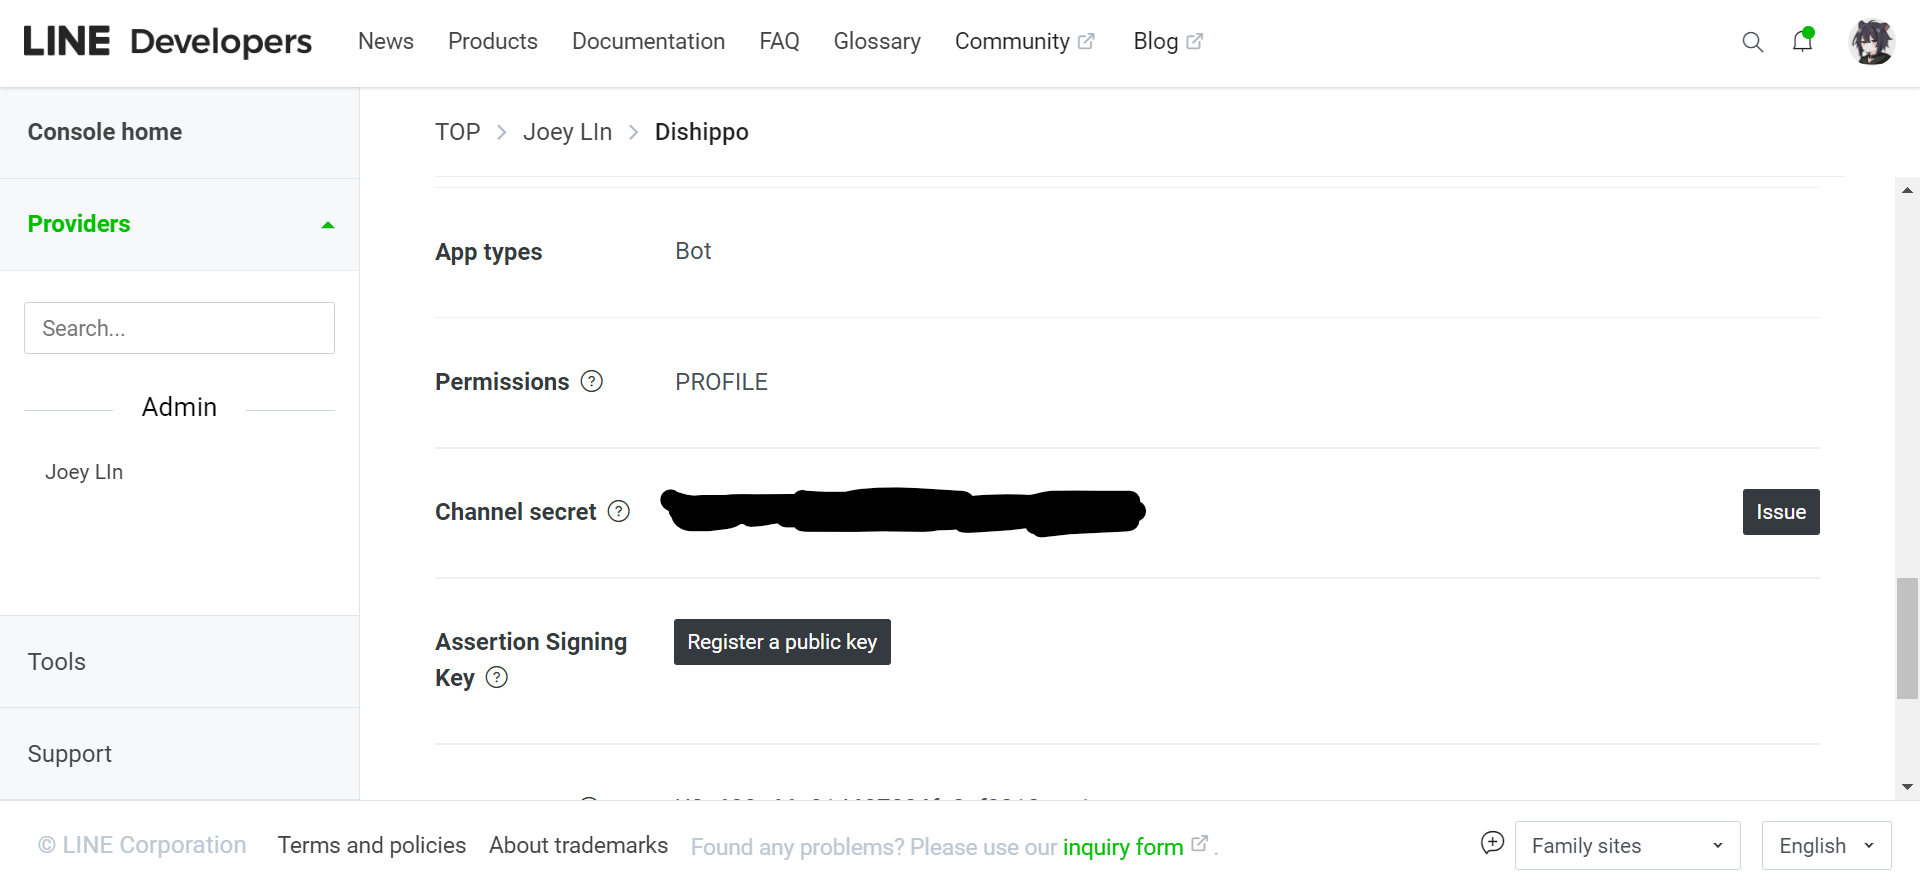 LINE Developers News Products Documentation FAQ Glossary Community Blog
Console home
Providers
Search...
Admin
Joey LIn
Tools
Support
TOP > Joey LIn > Dishippo
App types Bot
Permissions ? PROFILE
Channel secret ? Issue
Assertion Signing Key ? Register a public key
© LINE Corporation Terms and policies About trademarks Found any problems? Please use our inquiry form . Family sites English